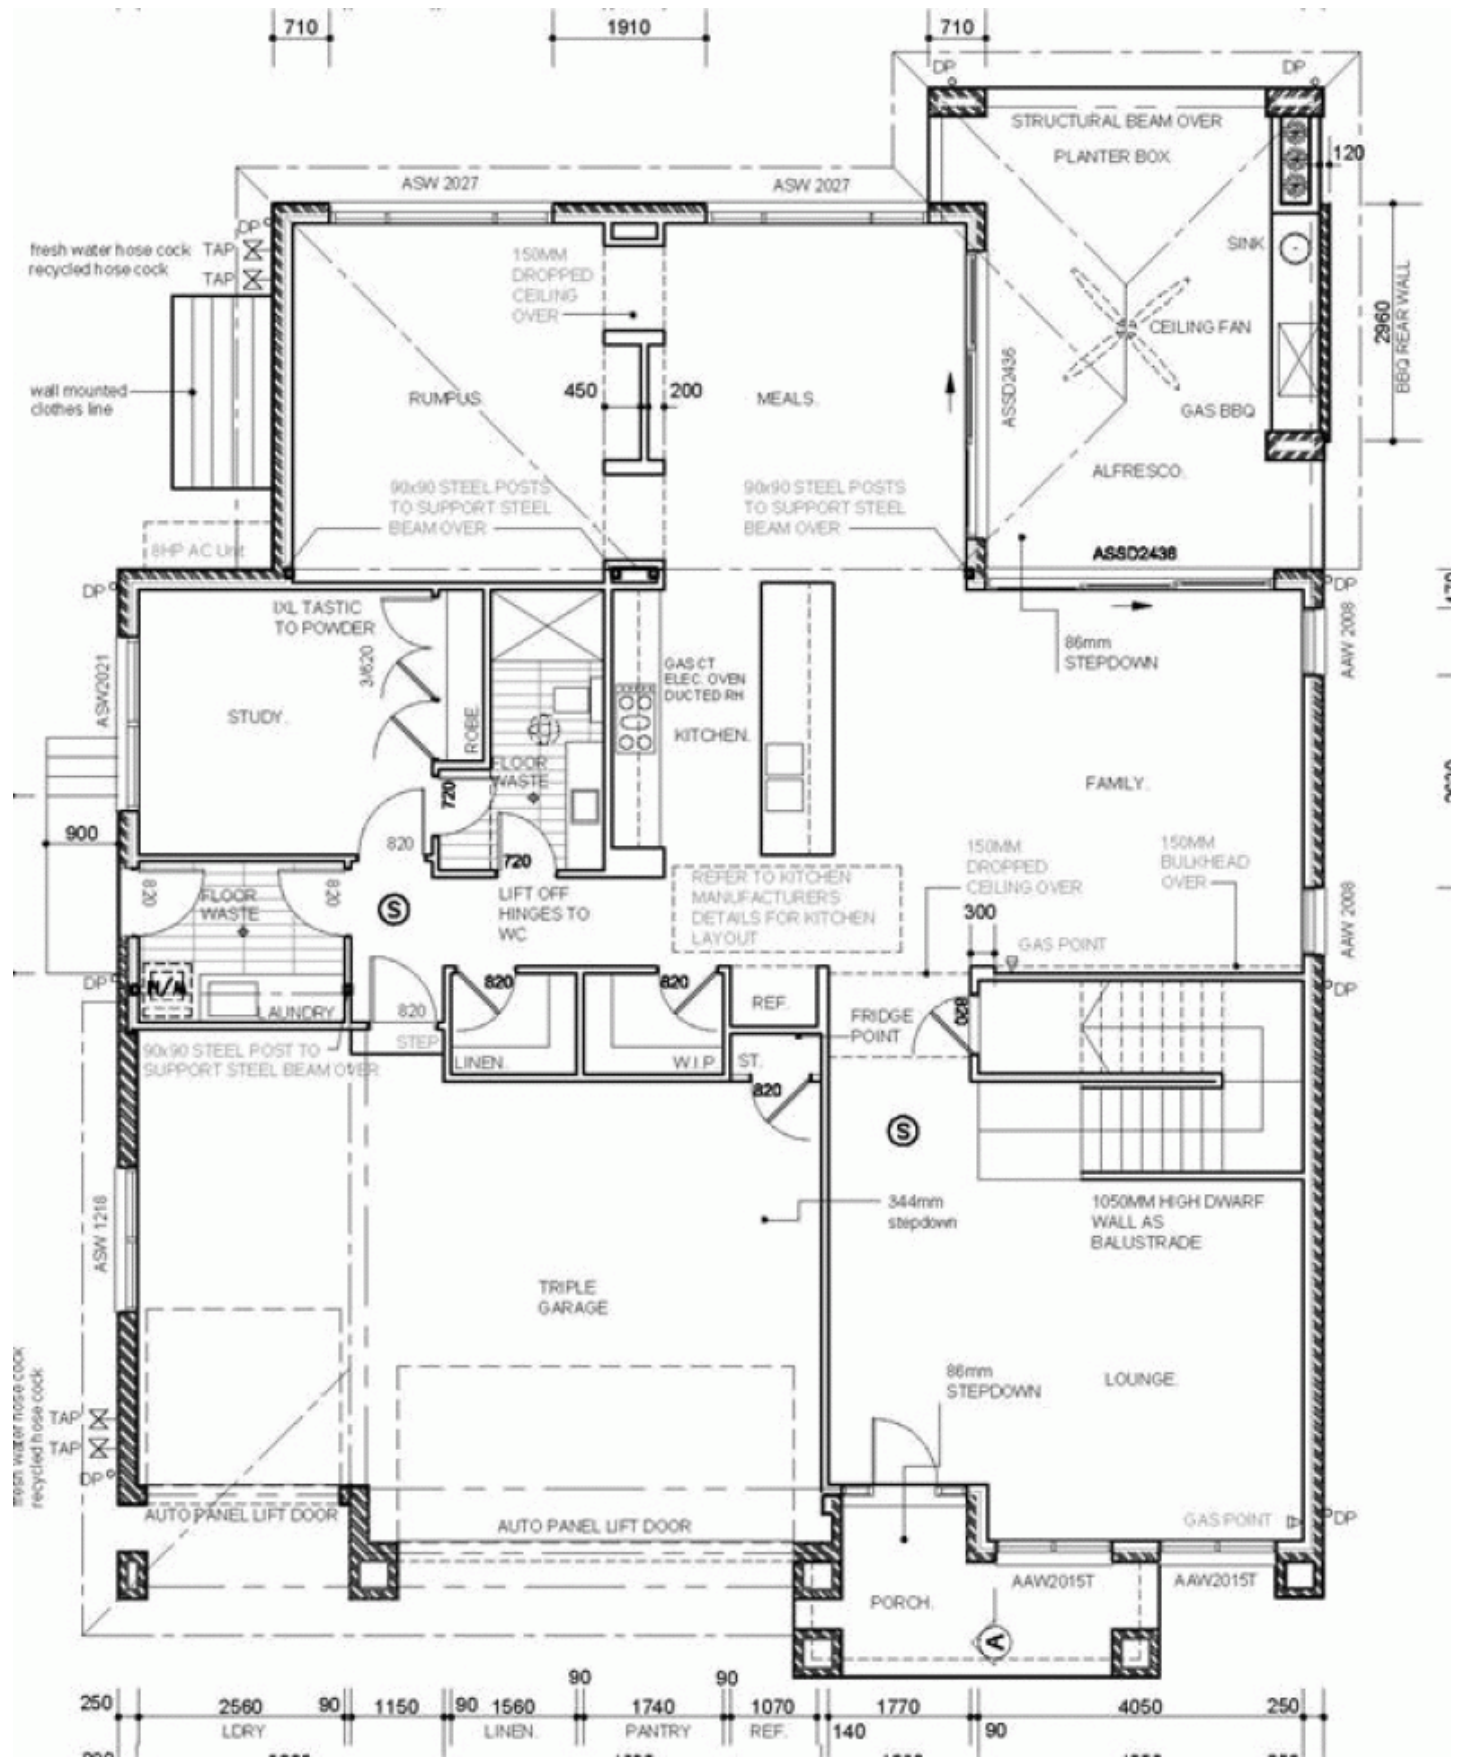 710
1910
710
DP
DP
STRUCTURAL BEAM OVER
PLANTER BOX
120
ASW 2027
ASW 2027
DP
fresh water hose cock
TAP
recycled hose cock
TAP
150MM
DROPPED
CEILING
OVER
SINK
2960
BBQ REAR WALL
CEILING FAN
wall mounted
clothes line
RUMPUS.
450
200
MEALS.
ASSD2436
GAS BBQ
ALFRESCO.
90x90 STEEL POSTS
TO SUPPORT STEEL
BEAM OVER
90x90 STEEL POSTS
TO SUPPORT STEEL
BEAM OVER
8HP AC Unit
ASSD2436
DP
DP
IXL TASTIC
TO POWDER
3/620
86mm
STEPDOWN
AAW 2008
GAS CT
ELEC. OVEN
DUCTED RH
ASW2021
STUDY.
ROBE
KITCHEN.
FLOOR
WASTE
720
FAMILY.
900
820
720
150MM
DROPPED
CEILING OVER
150MM
BULKHEAD
OVER
820
FLOOR
WASTE
820
S
LIFT OFF
HINGES TO
WC
REFER TO KITCHEN
MANUFACTURERS
DETAILS FOR KITCHEN
LAYOUT
300
GAS POINT
AAW 2008
DP
820
820
DP
LAUNDRY
820
STEP
REF.
FRIDGE
POINT
820
90x90 STEEL POST TO
SUPPORT STEEL BEAM OVER
LINEN.
W.I.P
ST.
820
S
344mm
stepdown
1050MM HIGH DWARF
WALL AS
BALUSTRADE
ASW 1218
TRIPLE
GARAGE
86mm
STEPDOWN
LOUNGE.
fresh water hose cock
recycled hose cock
TAP
TAP
DP
AUTO PANEL LIFT DOOR
AUTO PANEL LIFT DOOR
GAS POINT
DP
AAW2015T
AAW2015T
PORCH.
A
90
90
250
2560
90
1150
90
1560
1740
1070
1770
4050
250
LDRY
LINEN.
PANTRY
REF.
140
90